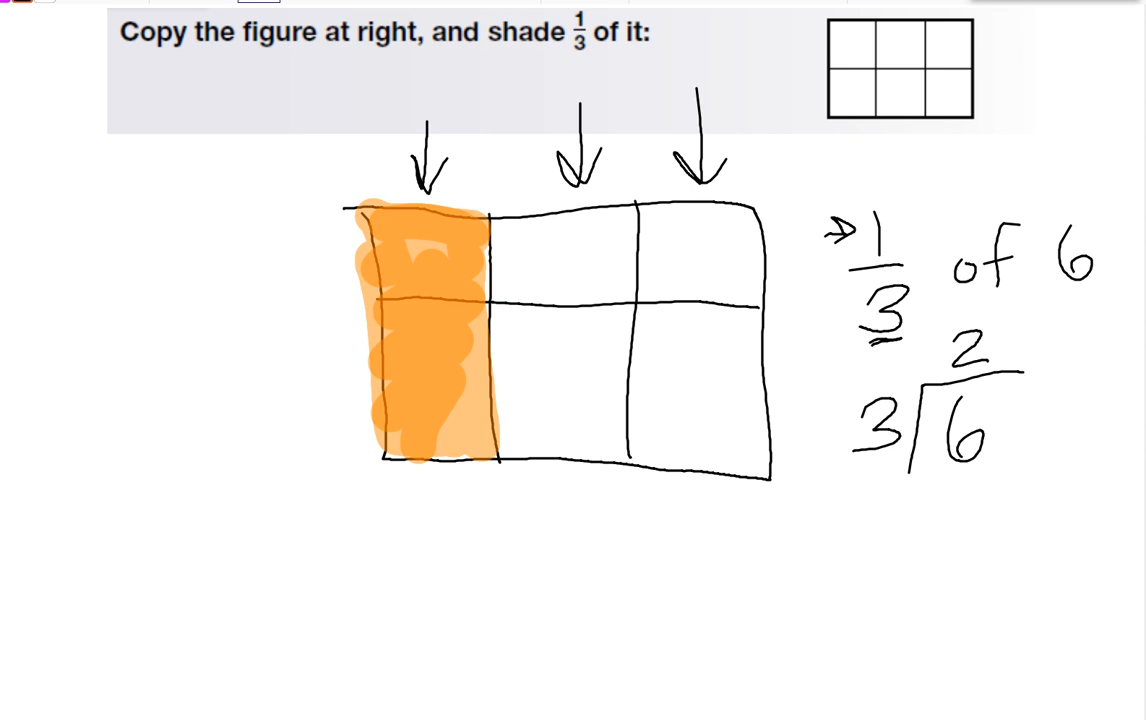 Copy the figure at right, and shade 1/3 of it:
1/3 of 6
2
3 6